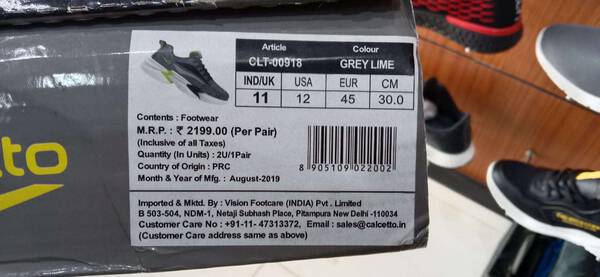 Article Colour
CLT-00918 GREY LIME
IND/UK USA EUR CM
11 12 45 30.0
Contents : Footwear
M.R.P. : ₹ 2199.00 (Per Pair)
(Inclusive of all Taxes)
Quantity (In Units) : 2U/1Pair
Country of Origin : PRC
Month & Year of Mfg. : August-2019
8 905109 022002
Imported & Mktd. By : Vision Footcare (INDIA) Pvt . Limited
B 503-504, NDM-1, Netaji Subhash Place, Pitampura New Delhi -110034
Customer Care No : +91-11- 47313372, Email : sales@calcetto.in
(Customer Care address same as above)
etto